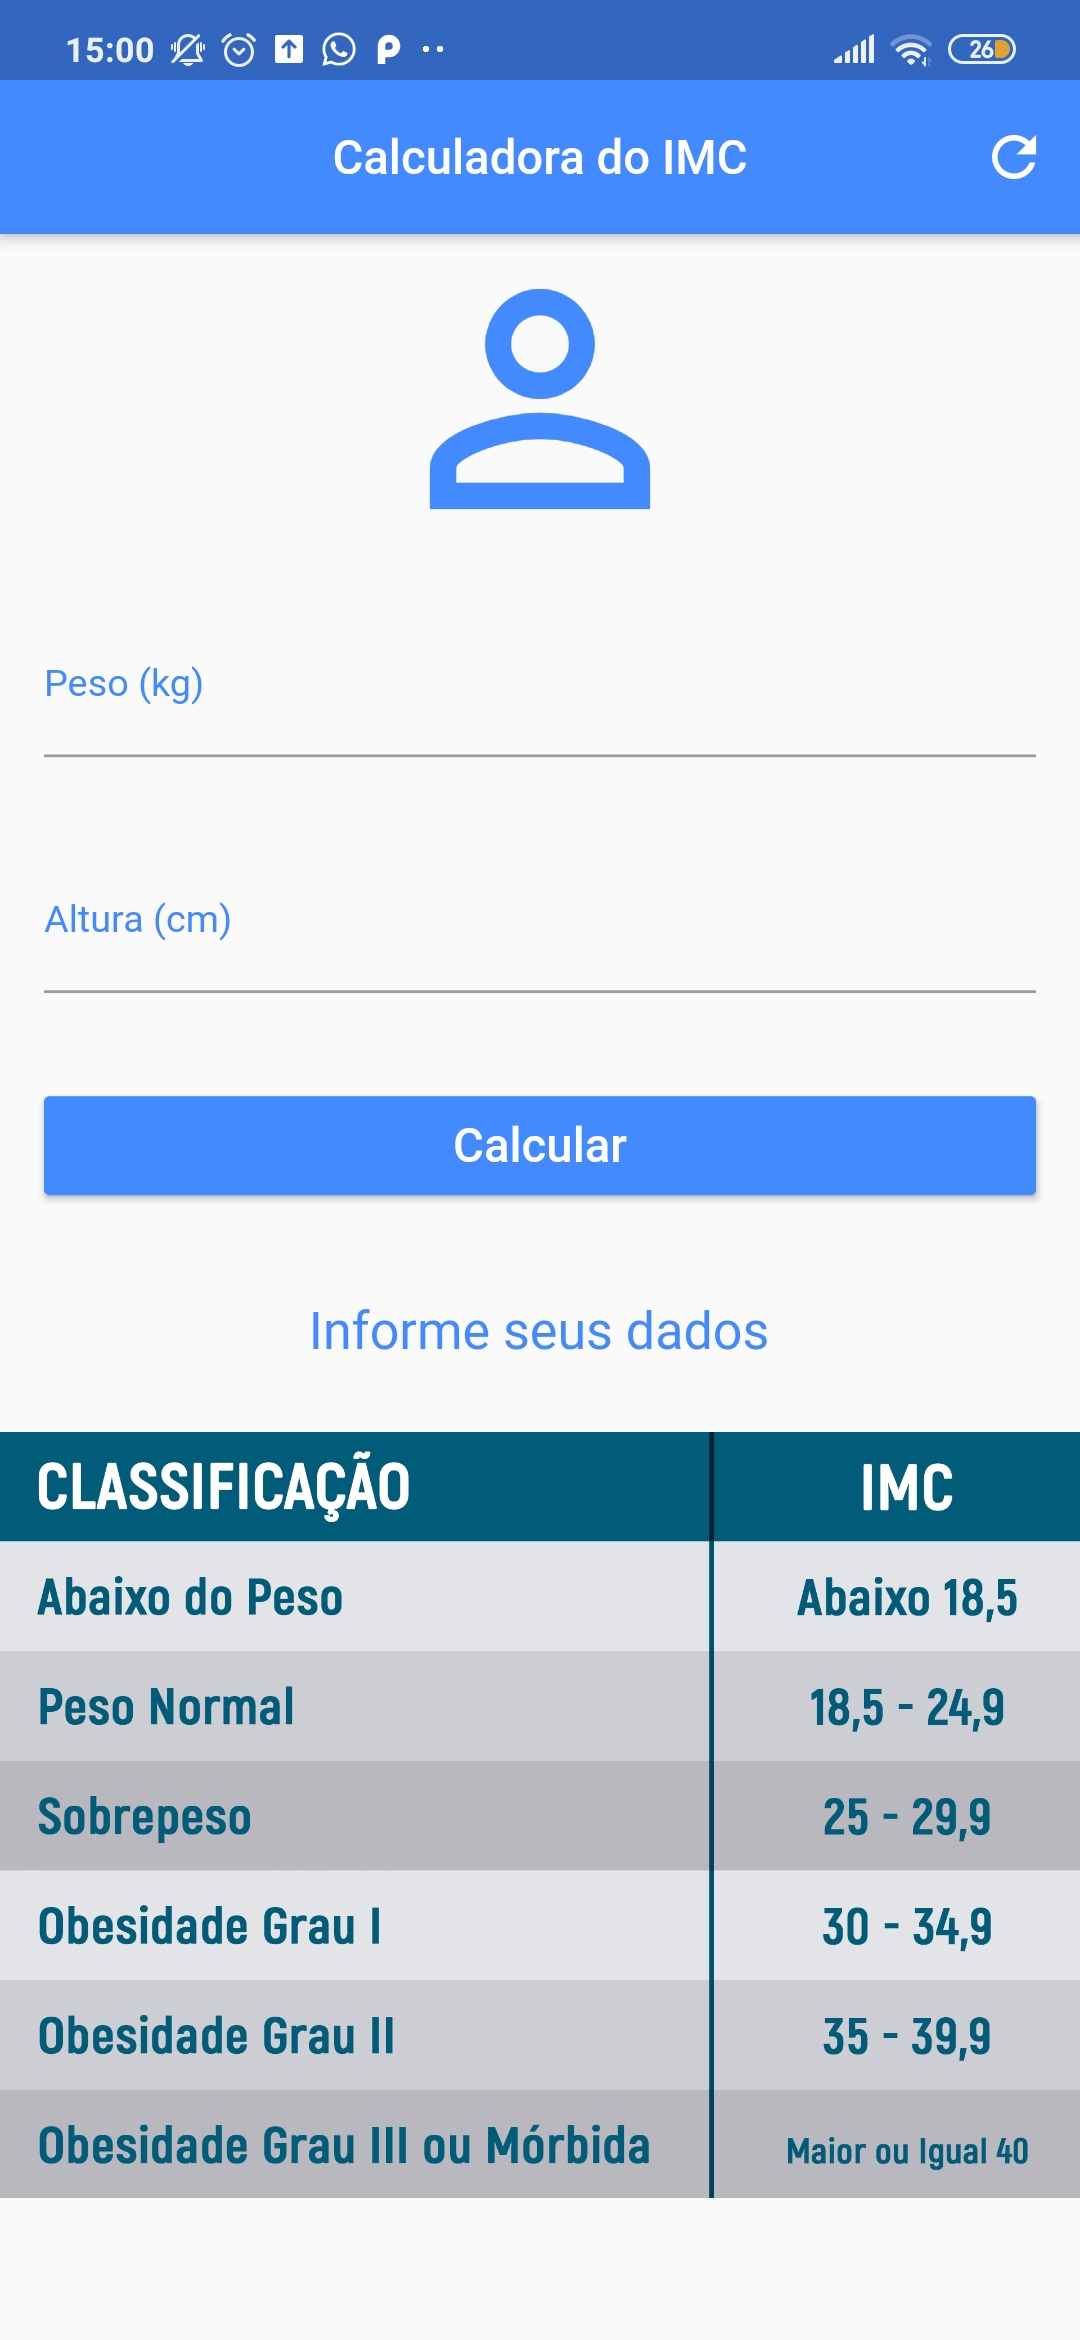 15:00
26
Calculadora do IMC
Peso (kg)
Altura (cm)
Calcular
Informe seus dados
CLASSIFICAÇÃO IMC
Abaixo do Peso Abaixo 18,5
Peso Normal 18,5 - 24,9
Sobrepeso 25 - 29,9
Obesidade Grau I 30 - 34,9
Obesidade Grau II 35 - 39,9
Obesidade Grau III ou Mórbida Maior ou Igual 40